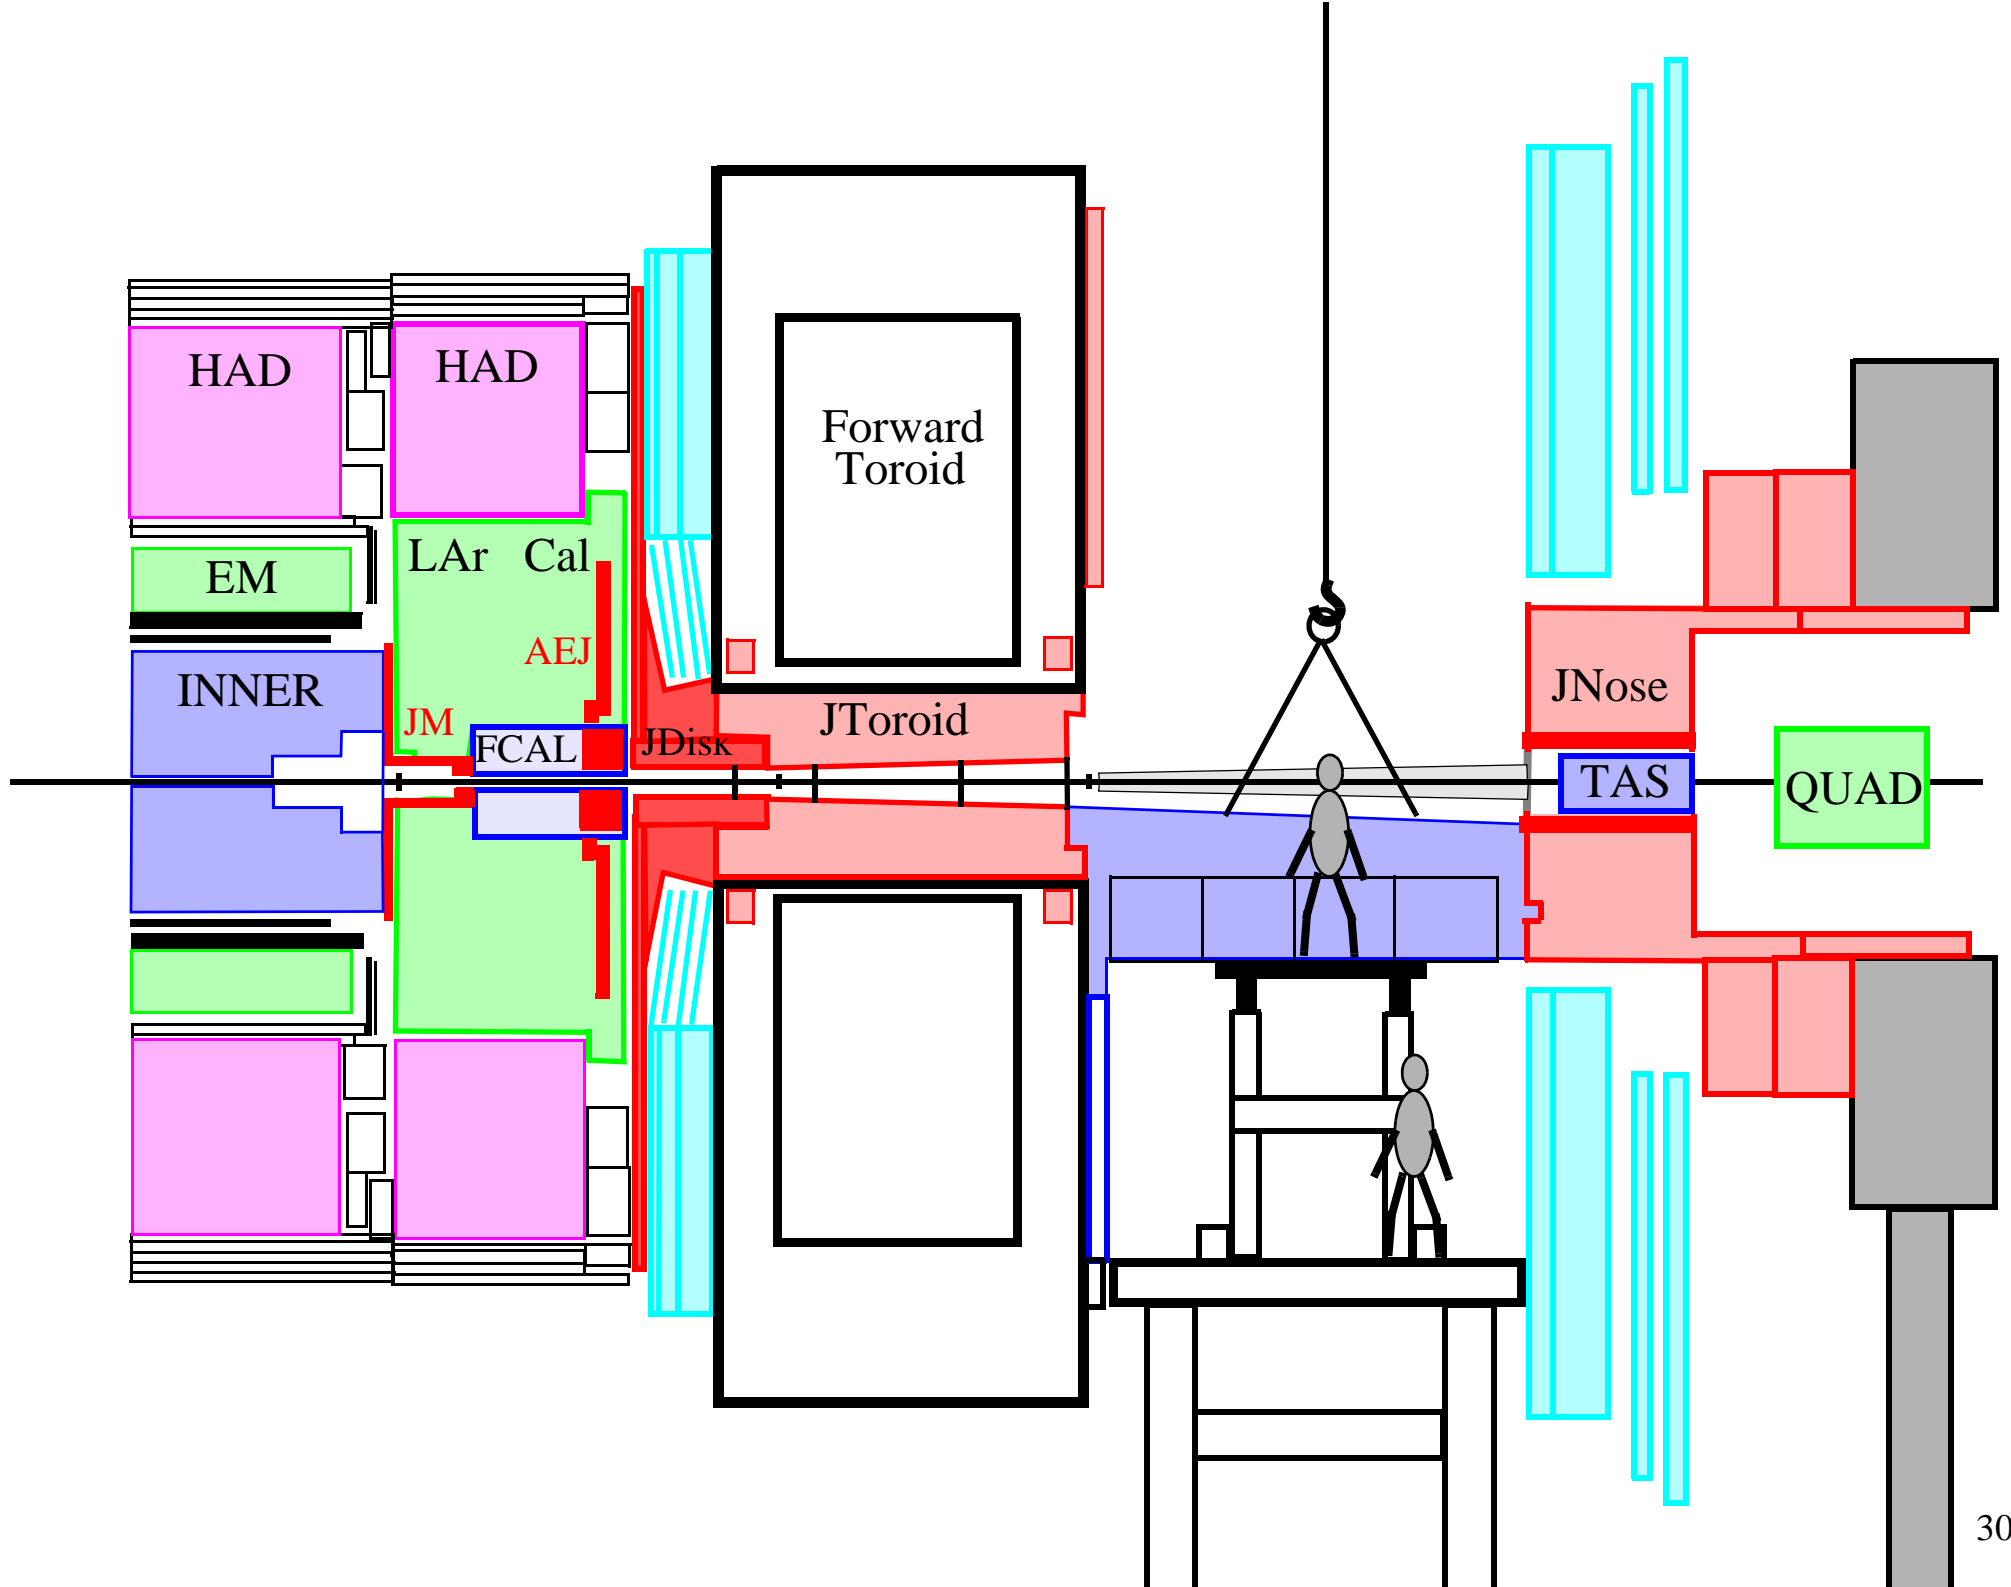 HAD
HAD
Forward
Toroid
LAr Cal
EM
AEJ
INNER
JM
JToroid
JNose
FCAL
JDisk
TAS
QUAD
30